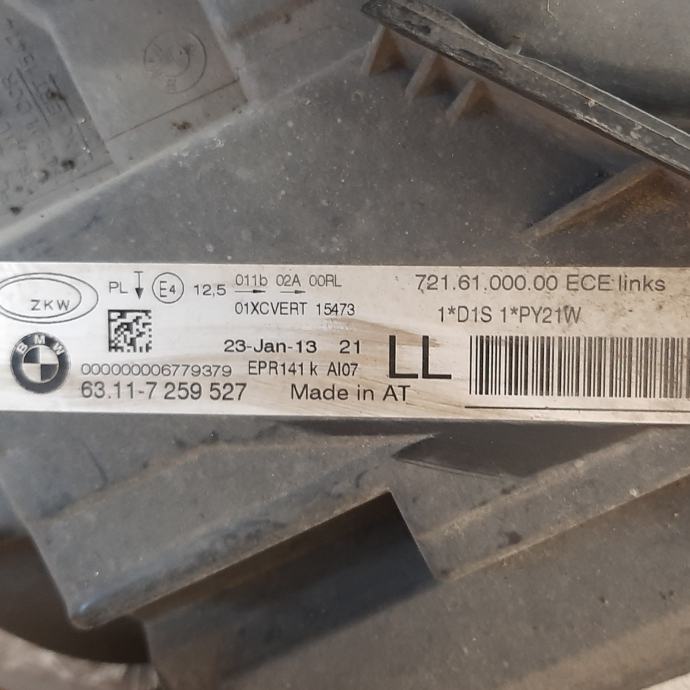 ZKW
PL E4 12,5 011b 02A 00RL
01XCVERT 15473
721.61.000.00 ECE links
1*D1S 1*PY21W
BMW
23-Jan-13 21
LL
000000006779379 EPR141 k AI07
63.11-7 259 527 Made in AT